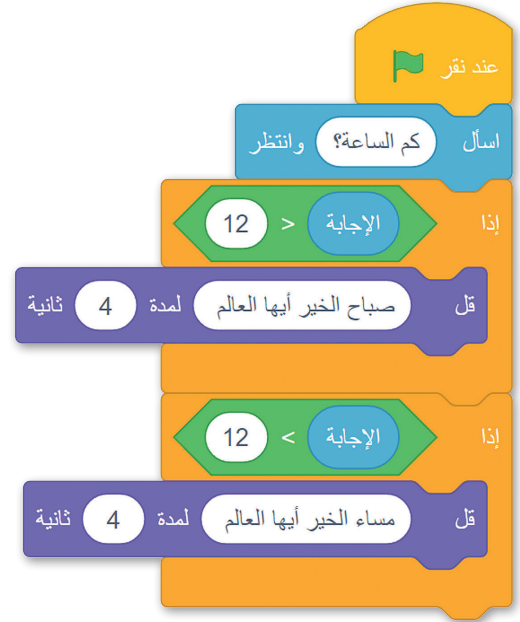 عند نقر
اسأل كم الساعة؟ وانتظر
إذا الإجابة < 12
قل صباح الخير أيها العالم لمدة 4 ثانية
إذا الإجابة > 12
قل مساء الخير أيها العالم لمدة 4 ثانية